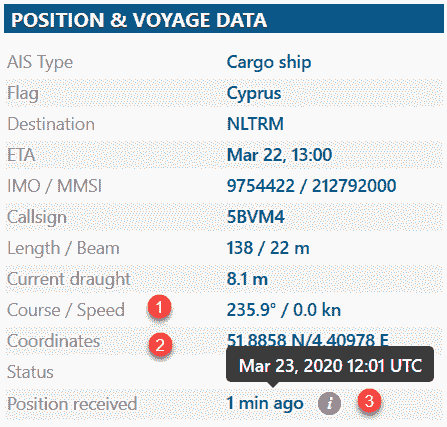 POSITION & VOYAGE DATA
AIS Type Cargo ship
Flag Cyprus
Destination NLTRM
ETA Mar 22, 13:00
IMO / MMSI 9754422 / 212792000
Callsign 5BVM4
Length / Beam 138 / 22 m
Current draught 8.1 m
Course / Speed 1 235.9° / 0.0 kn
Coordinates 2 51.8858 N/4.40978 E
Status
Mar 23, 2020 12:01 UTC
Position received 1 min ago i 3